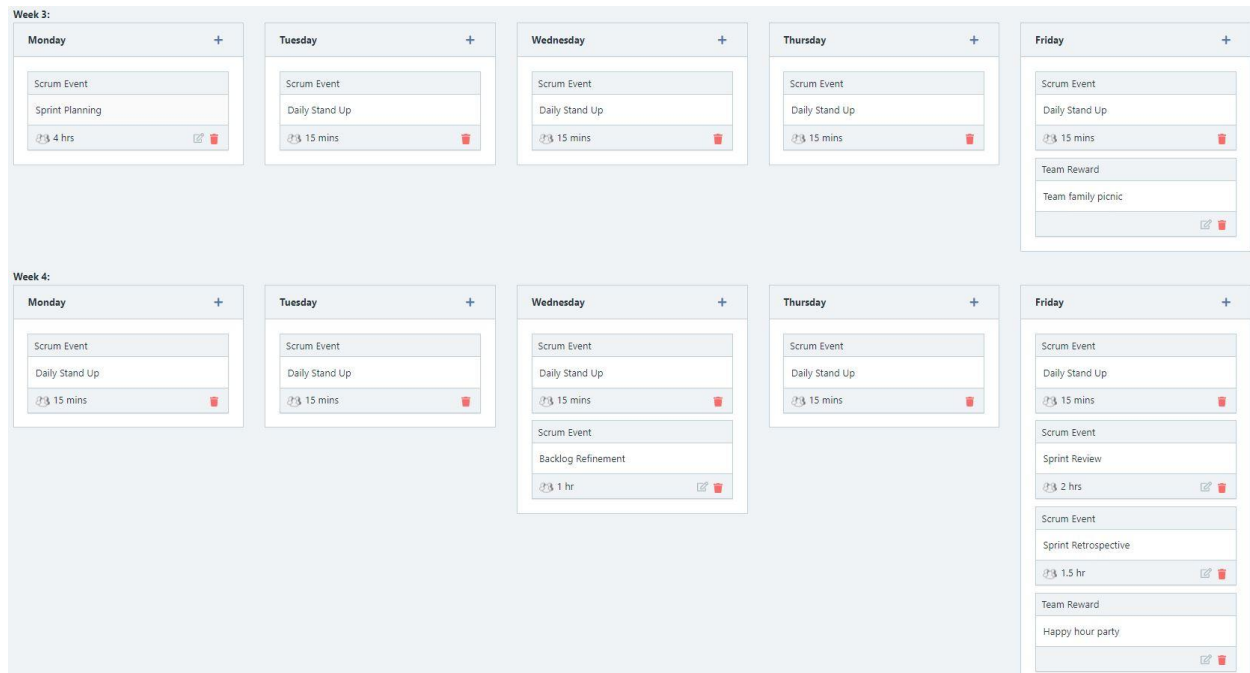 Week 3:
Monday +
Scrum Event
Sprint Planning
4 hrs
Tuesday +
Scrum Event
Daily Stand Up
15 mins
Wednesday +
Scrum Event
Daily Stand Up
15 mins
Thursday +
Scrum Event
Daily Stand Up
15 mins
Friday +
Scrum Event
Daily Stand Up
15 mins
Team Reward
Team family picnic
Week 4:
Monday +
Scrum Event
Daily Stand Up
15 mins
Tuesday +
Scrum Event
Daily Stand Up
15 mins
Wednesday +
Scrum Event
Daily Stand Up
15 mins
Scrum Event
Backlog Refinement
1 hr
Thursday +
Scrum Event
Daily Stand Up
15 mins
Friday +
Scrum Event
Daily Stand Up
15 mins
Scrum Event
Sprint Review
2 hrs
Scrum Event
Sprint Retrospective
1.5 hr
Team Reward
Happy hour party